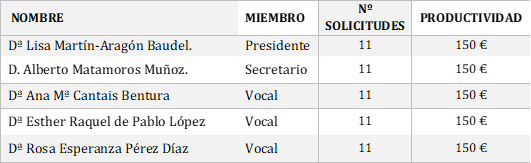 NOMBRE MIEMBRO Nº SOLICITUDES PRODUCTIVIDAD
Dª Lisa Martín-Aragón Baudel. Presidente 11 150 €
D. Alberto Matamoros Muñoz. Secretario 11 150 €
Dª Ana Mª Cantais Bentura Vocal 11 150 €
Dª Esther Raquel de Pablo López Vocal 11 150 €
Dª Rosa Esperanza Pérez Díaz Vocal 11 150 €